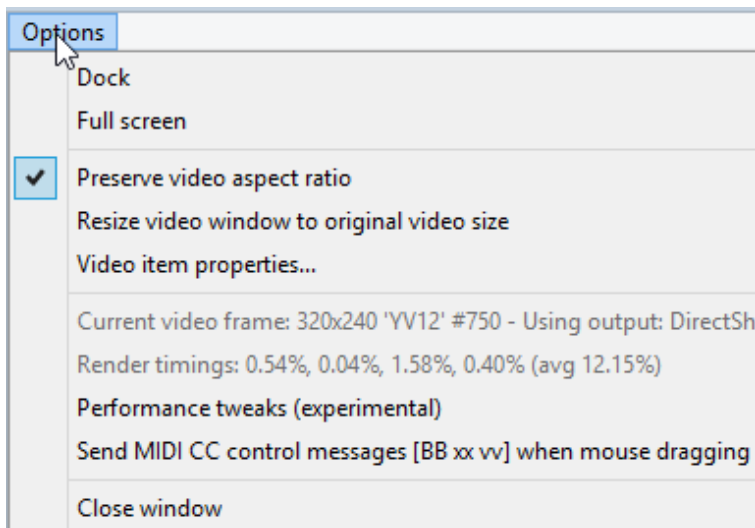 Options
Dock
Full screen
Preserve video aspect ratio
Resize video window to original video size
Video item properties...
Current video frame: 320x240 'YV12' #750 - Using output: DirectSh
Render timings: 0.54%, 0.04%, 1.58%, 0.40% (avg 12.15%)
Performance tweaks (experimental)
Send MIDI CC control messages [BB xx vv] when mouse dragging
Close window